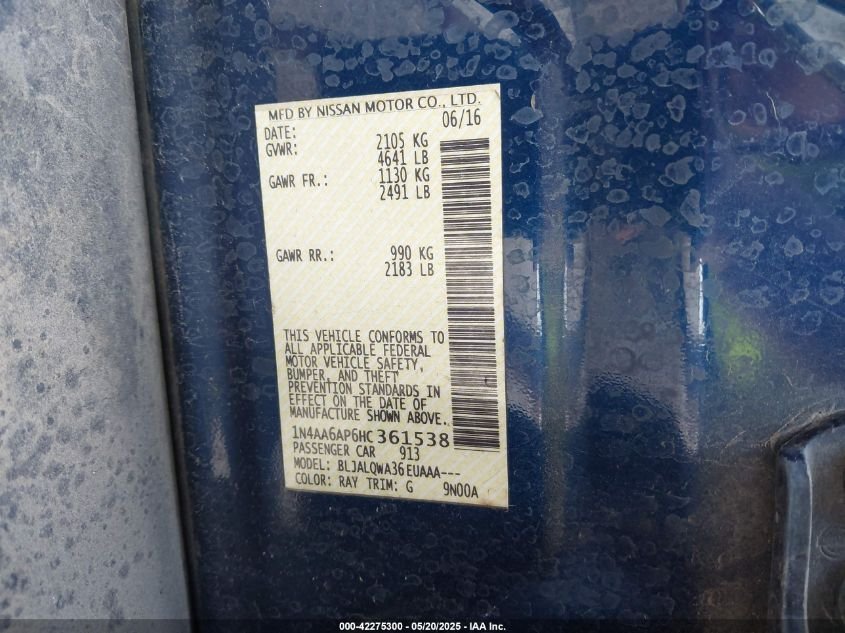 MFD BY NISSAN MOTOR CO., LTD.
DATE: 06/16
GVWR: 2105 KG
4641 LB
GAWR FR.: 1130 KG
2491 LB
GAWR RR.: 990 KG
2183 LB
THIS VEHICLE CONFORMS TO
ALL APPLICABLE FEDERAL
MOTOR VEHICLE SAFETY,
BUMPER, AND THEFT
PREVENTION STANDARDS IN
EFFECT ON THE DATE OF
MANUFACTURE SHOWN ABOVE.
1N4AA6AP6HC361538
PASSENGER CAR 913
MODEL: BLJALQWA36EUAAA---
COLOR: RAY TRIM: G 9N00A
000-42275300 - 05/20/2025 - IAA Inc.